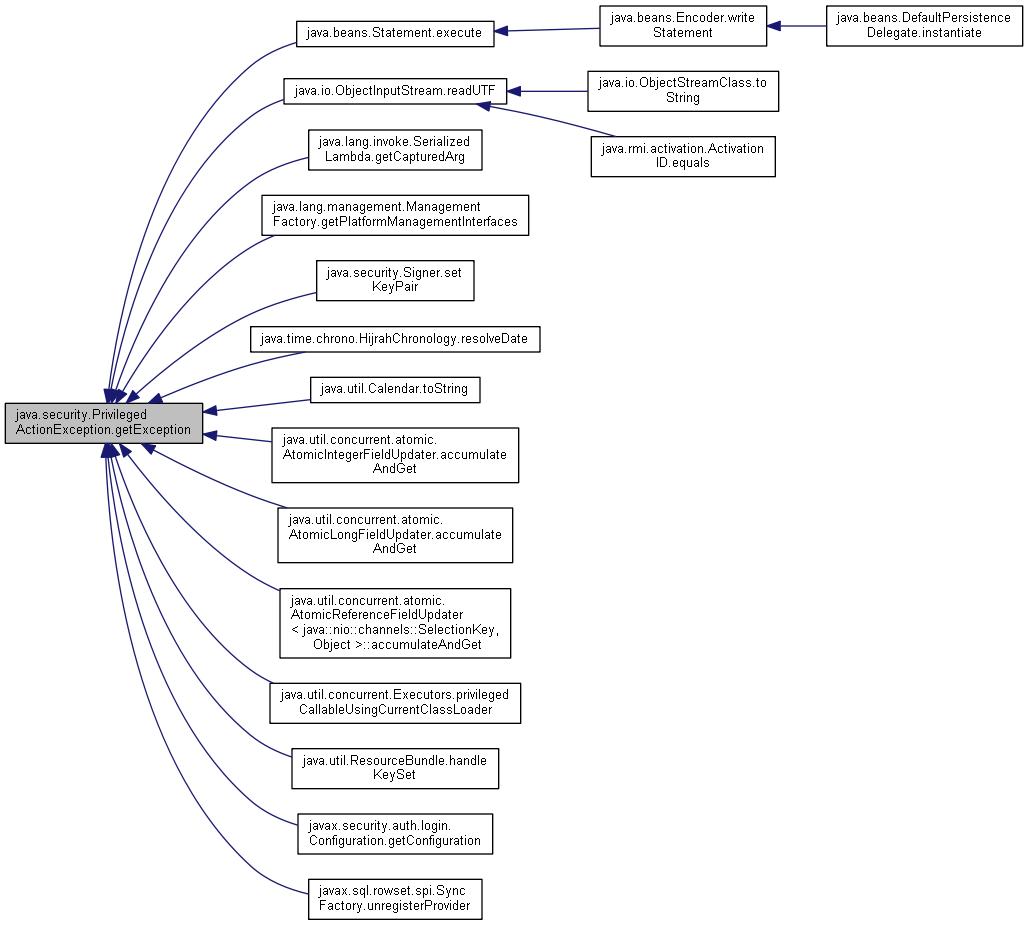 java.beans.Statement.execute
java.beans.Encoder.write
Statement
java.beans.DefaultPersistence
Delegate.instantiate
java.io.ObjectInputStream.readUTF
java.io.ObjectStreamClass.to
String
java.rmi.activation.Activation
ID.equals
java.lang.invoke.Serialized
Lambda.getCapturedArg
java.lang.management.Management
Factory.getPlatformManagementInterfaces
java.security.Signer.set
KeyPair
java.time.chrono.HijrahChronology.resolveDate
java.util.Calendar.toString
java.security.Privileged
ActionException.getException
java.util.concurrent.atomic.
AtomicIntegerFieldUpdater.accumulate
AndGet
java.util.concurrent.atomic.
AtomicLongFieldUpdater.accumulate
AndGet
java.util.concurrent.atomic.
AtomicReferenceFieldUpdater
< java::nio::channels::SelectionKey,
Object >::accumulateAndGet
java.util.concurrent.Executors.privileged
CallableUsingCurrentClassLoader
java.util.ResourceBundle.handle
KeySet
javax.security.auth.login.
Configuration.getConfiguration
javax.sql.rowset.spi.Sync
Factory.unregisterProvider